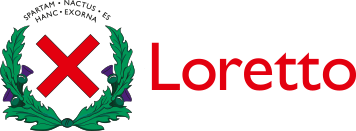 SPARTAM • NACTUS • ES
HANC • EXORNA
Loretto